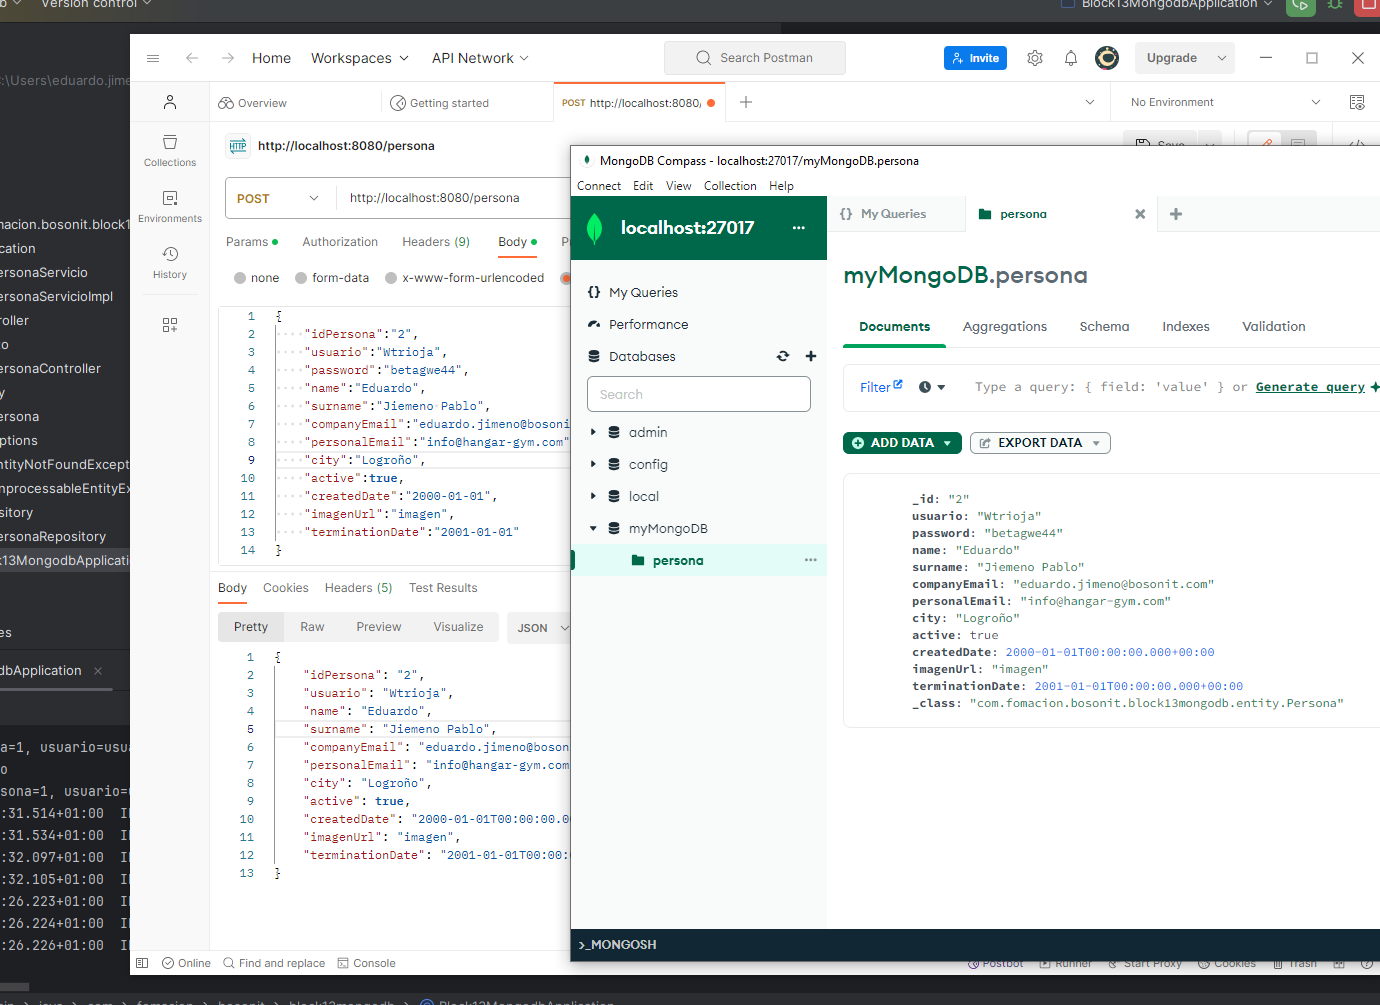 Version control
Block13MongodbApplication
C:\Users\eduardo.jime
Home
Workspaces
API Network
Search Postman
Invite
Upgrade
Overview
Getting started
POST http://localhost:8080/
No Environment
Collections
Environments
History
HTTP http://localhost:8080/persona
Save
POST
http://localhost:8080/persona
Params
Authorization
Headers (9)
Body
none
form-data
x-www-form-urlencoded
1 {
2 "idPersona":"2",
3 "usuario":"Wtrioja",
4 "password":"betagwe44",
5 "name":"Eduardo",
6 "surname":"Jiemeno Pablo",
7 "companyEmail":"eduardo.jimeno@bosonit
8 "personalEmail":"info@hangar-gym.com"
9 "city":"Logroño",
10 "active":true,
11 "createdDate":"2000-01-01",
12 "imagenUrl":"imagen",
13 "terminationDate":"2001-01-01"
14 }
Body
Cookies
Headers (5)
Test Results
Pretty
Raw
Preview
Visualize
JSON
1 {
2 "idPersona": "2",
3 "usuario": "Wtrioja",
4 "name": "Eduardo",
5 "surname": "Jiemeno Pablo",
6 "companyEmail": "eduardo.jimeno@boson
7 "personalEmail": "info@hangar-gym.com
8 "city": "Logroño",
9 "active": true,
10 "createdDate": "2000-01-01T00:00:00.0
11 "imagenUrl": "imagen",
12 "terminationDate": "2001-01-01T00:00:
13 }
Online
Find and replace
Console
Postbot
Runner
Start Proxy
Cookies
Trash
macion.bosonit.block1
ication
ersonaServicio
ersonaServicioImpl
roller
o
ersonaController
y
ersona
ptions
ntityNotFoundExcept
nprocessableEntityEx
sitory
ersonaRepository
k13MongodbApplicati
es
dbApplication
a=1, usuario=usu
o
sona=1, usuario=
:31.514+01:00
:31.534+01:00
:32.097+01:00
:32.105+01:00
:26.223+01:00
:26.224+01:00
:26.226+01:00
java > com > fomacion > bosonit > block13mongodb > Block13MongodbApplication
MongoDB Compass - localhost:27017/myMongoDB.persona
Connect Edit View Collection Help
localhost:27017
{} My Queries
Performance
Databases
Search
admin
config
local
myMongoDB
persona
>_MONGOSH
{} My Queries
persona
myMongoDB.persona
Documents
Aggregations
Schema
Indexes
Validation
Filter
Type a query: { field: 'value' } or Generate query
ADD DATA
EXPORT DATA
_id: "2"
usuario: "Wtrioja"
password: "betagwe44"
name: "Eduardo"
surname: "Jiemeno Pablo"
companyEmail: "eduardo.jimeno@bosonit.com"
personalEmail: "info@hangar-gym.com"
city: "Logroño"
active: true
createdDate: 2000-01-01T00:00:00.000+00:00
imagenUrl: "imagen"
terminationDate: 2001-01-01T00:00:00.000+00:00
_class: "com.fomacion.bosonit.block13mongodb.entity.Persona"